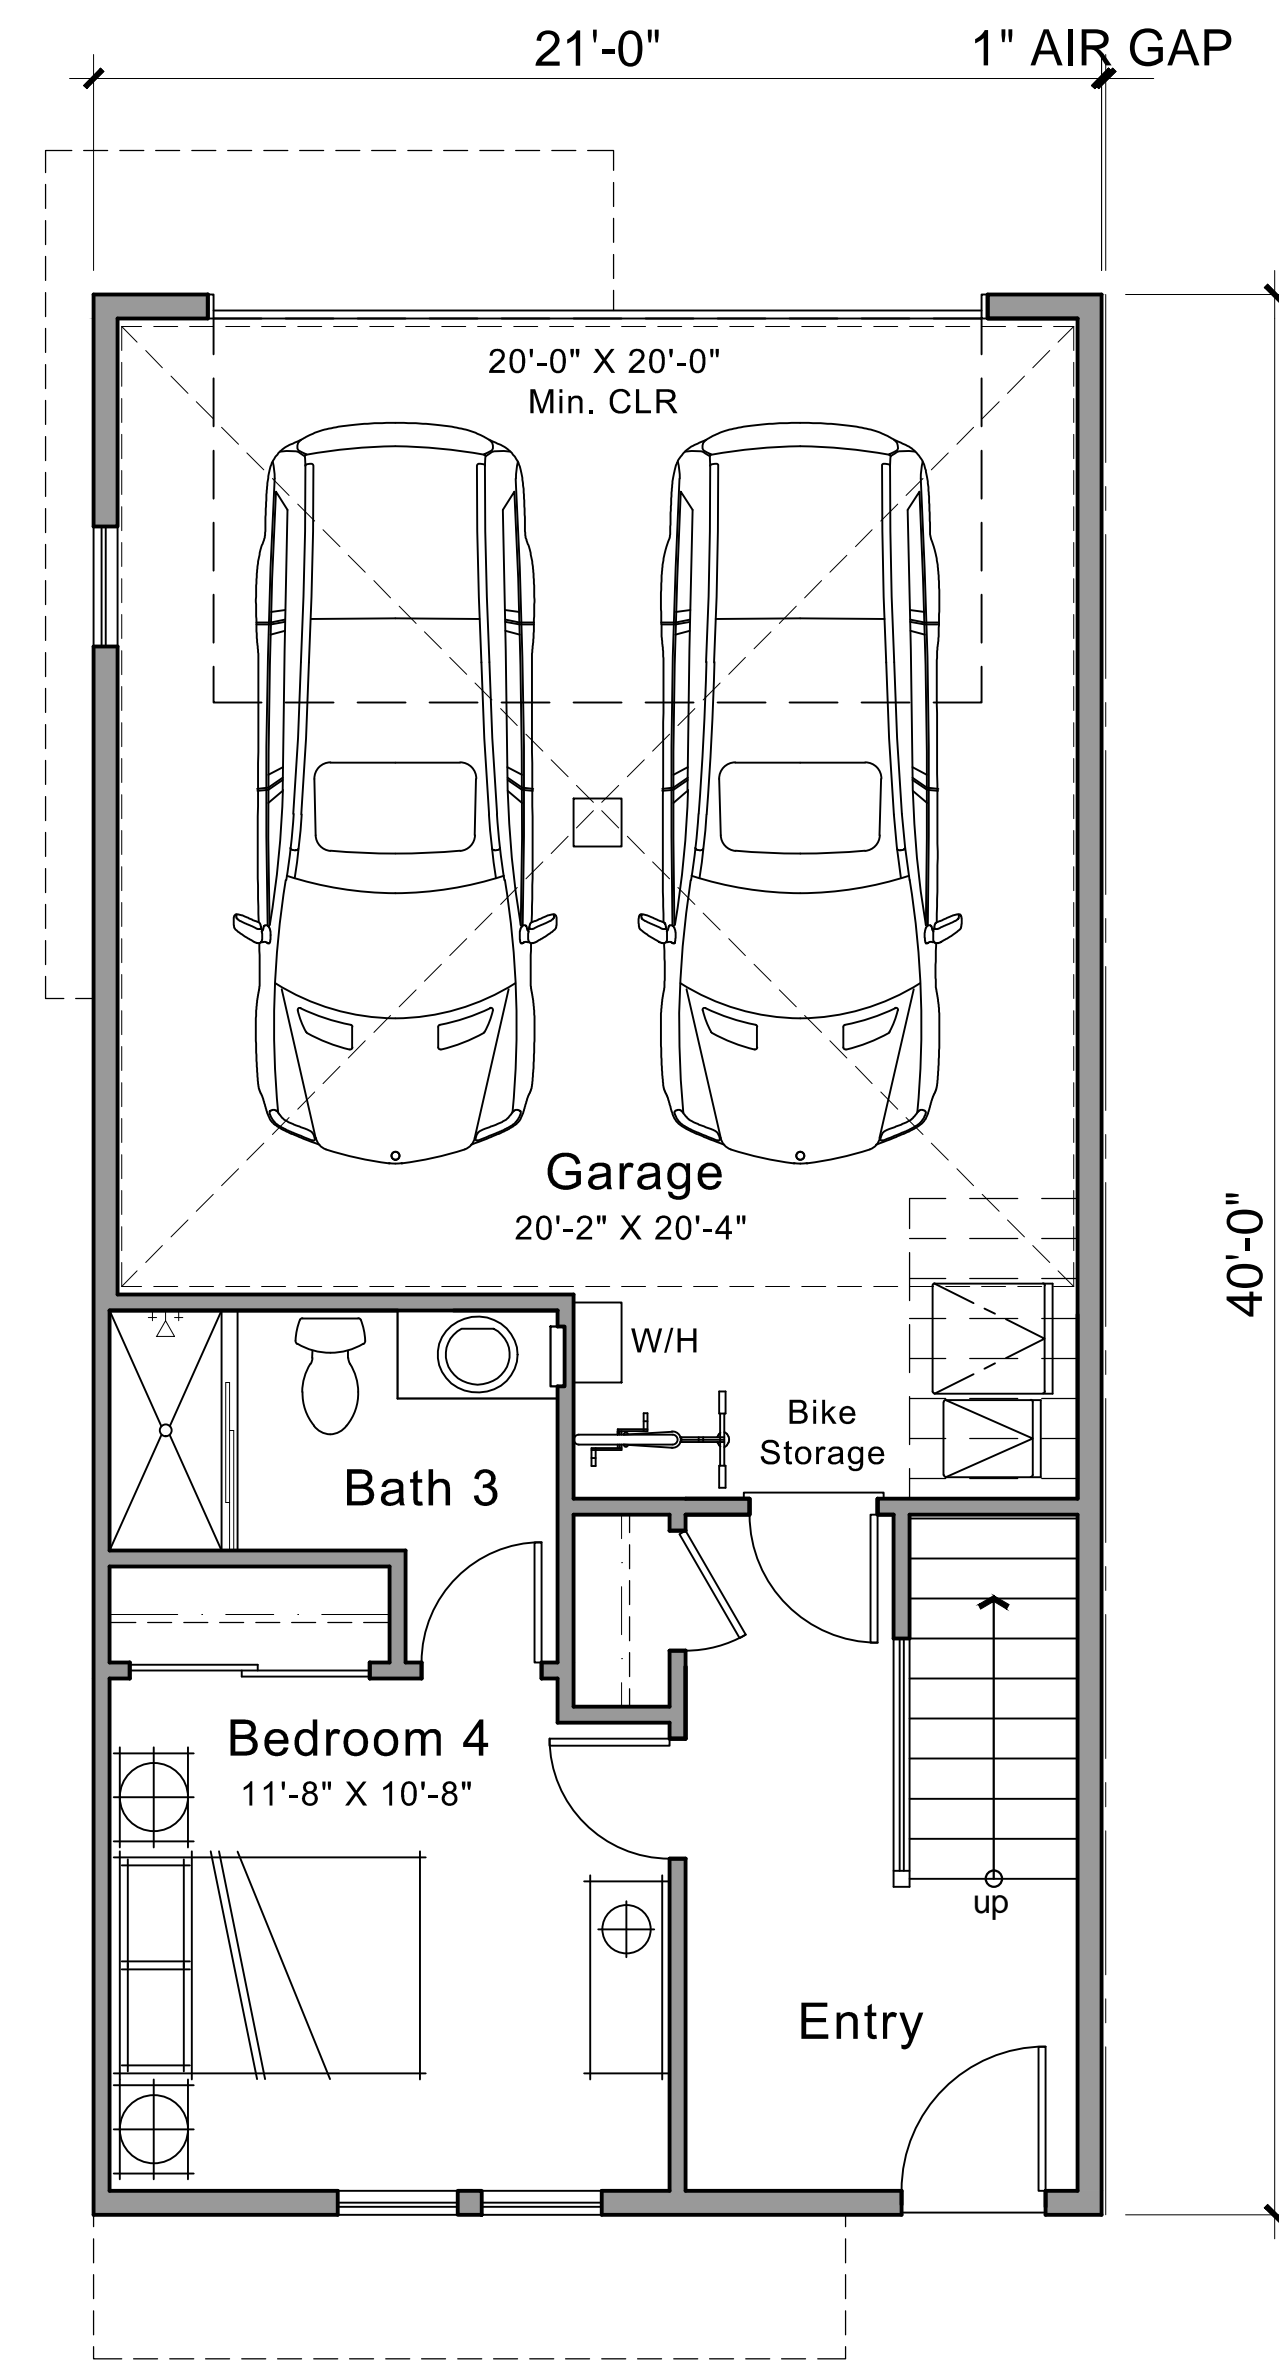 21'-0"
1" AIR GAP
20'-0" X 20'-0"
Min. CLR
Garage
20'-2" X 20'-4"
40'-0"
W/H
Bike
Storage
Bath 3
Bedroom 4
11'-8" X 10'-8"
up
Entry